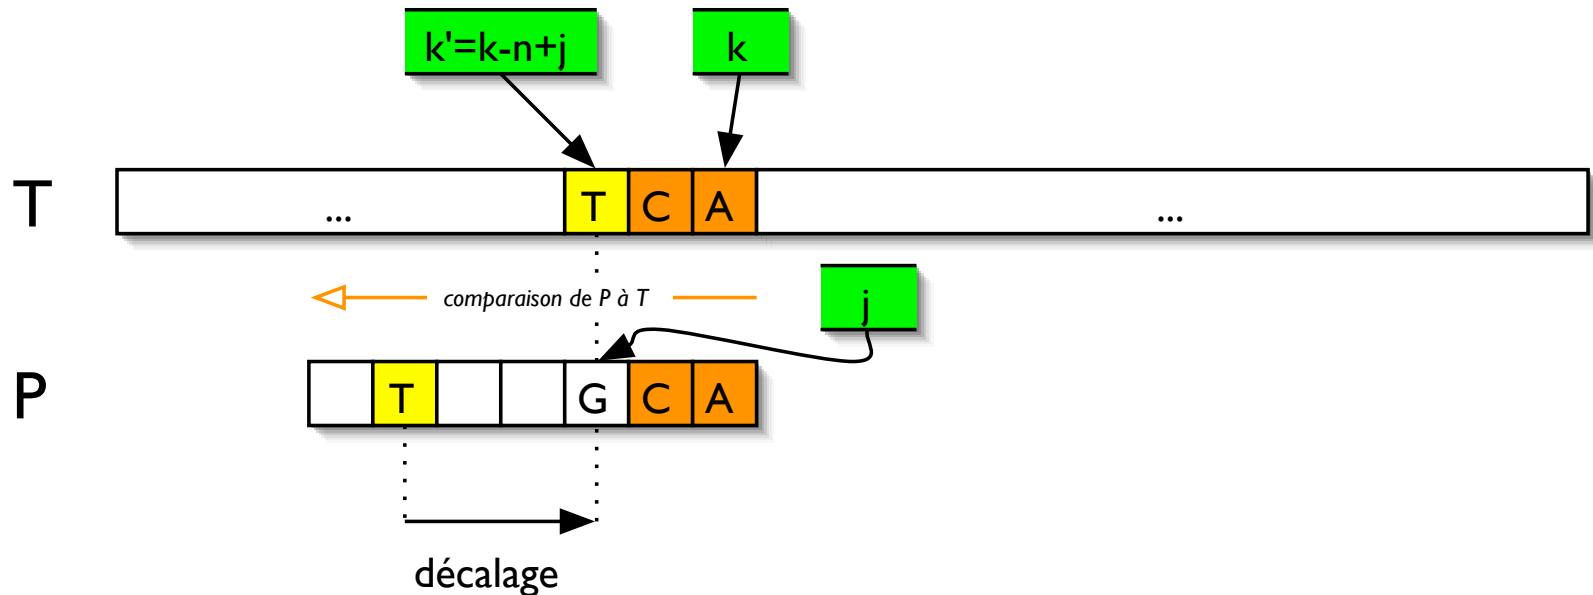 k'=k-n+j k
T ... T C A ...
comparaison de P à T j
P T G C A
décalage